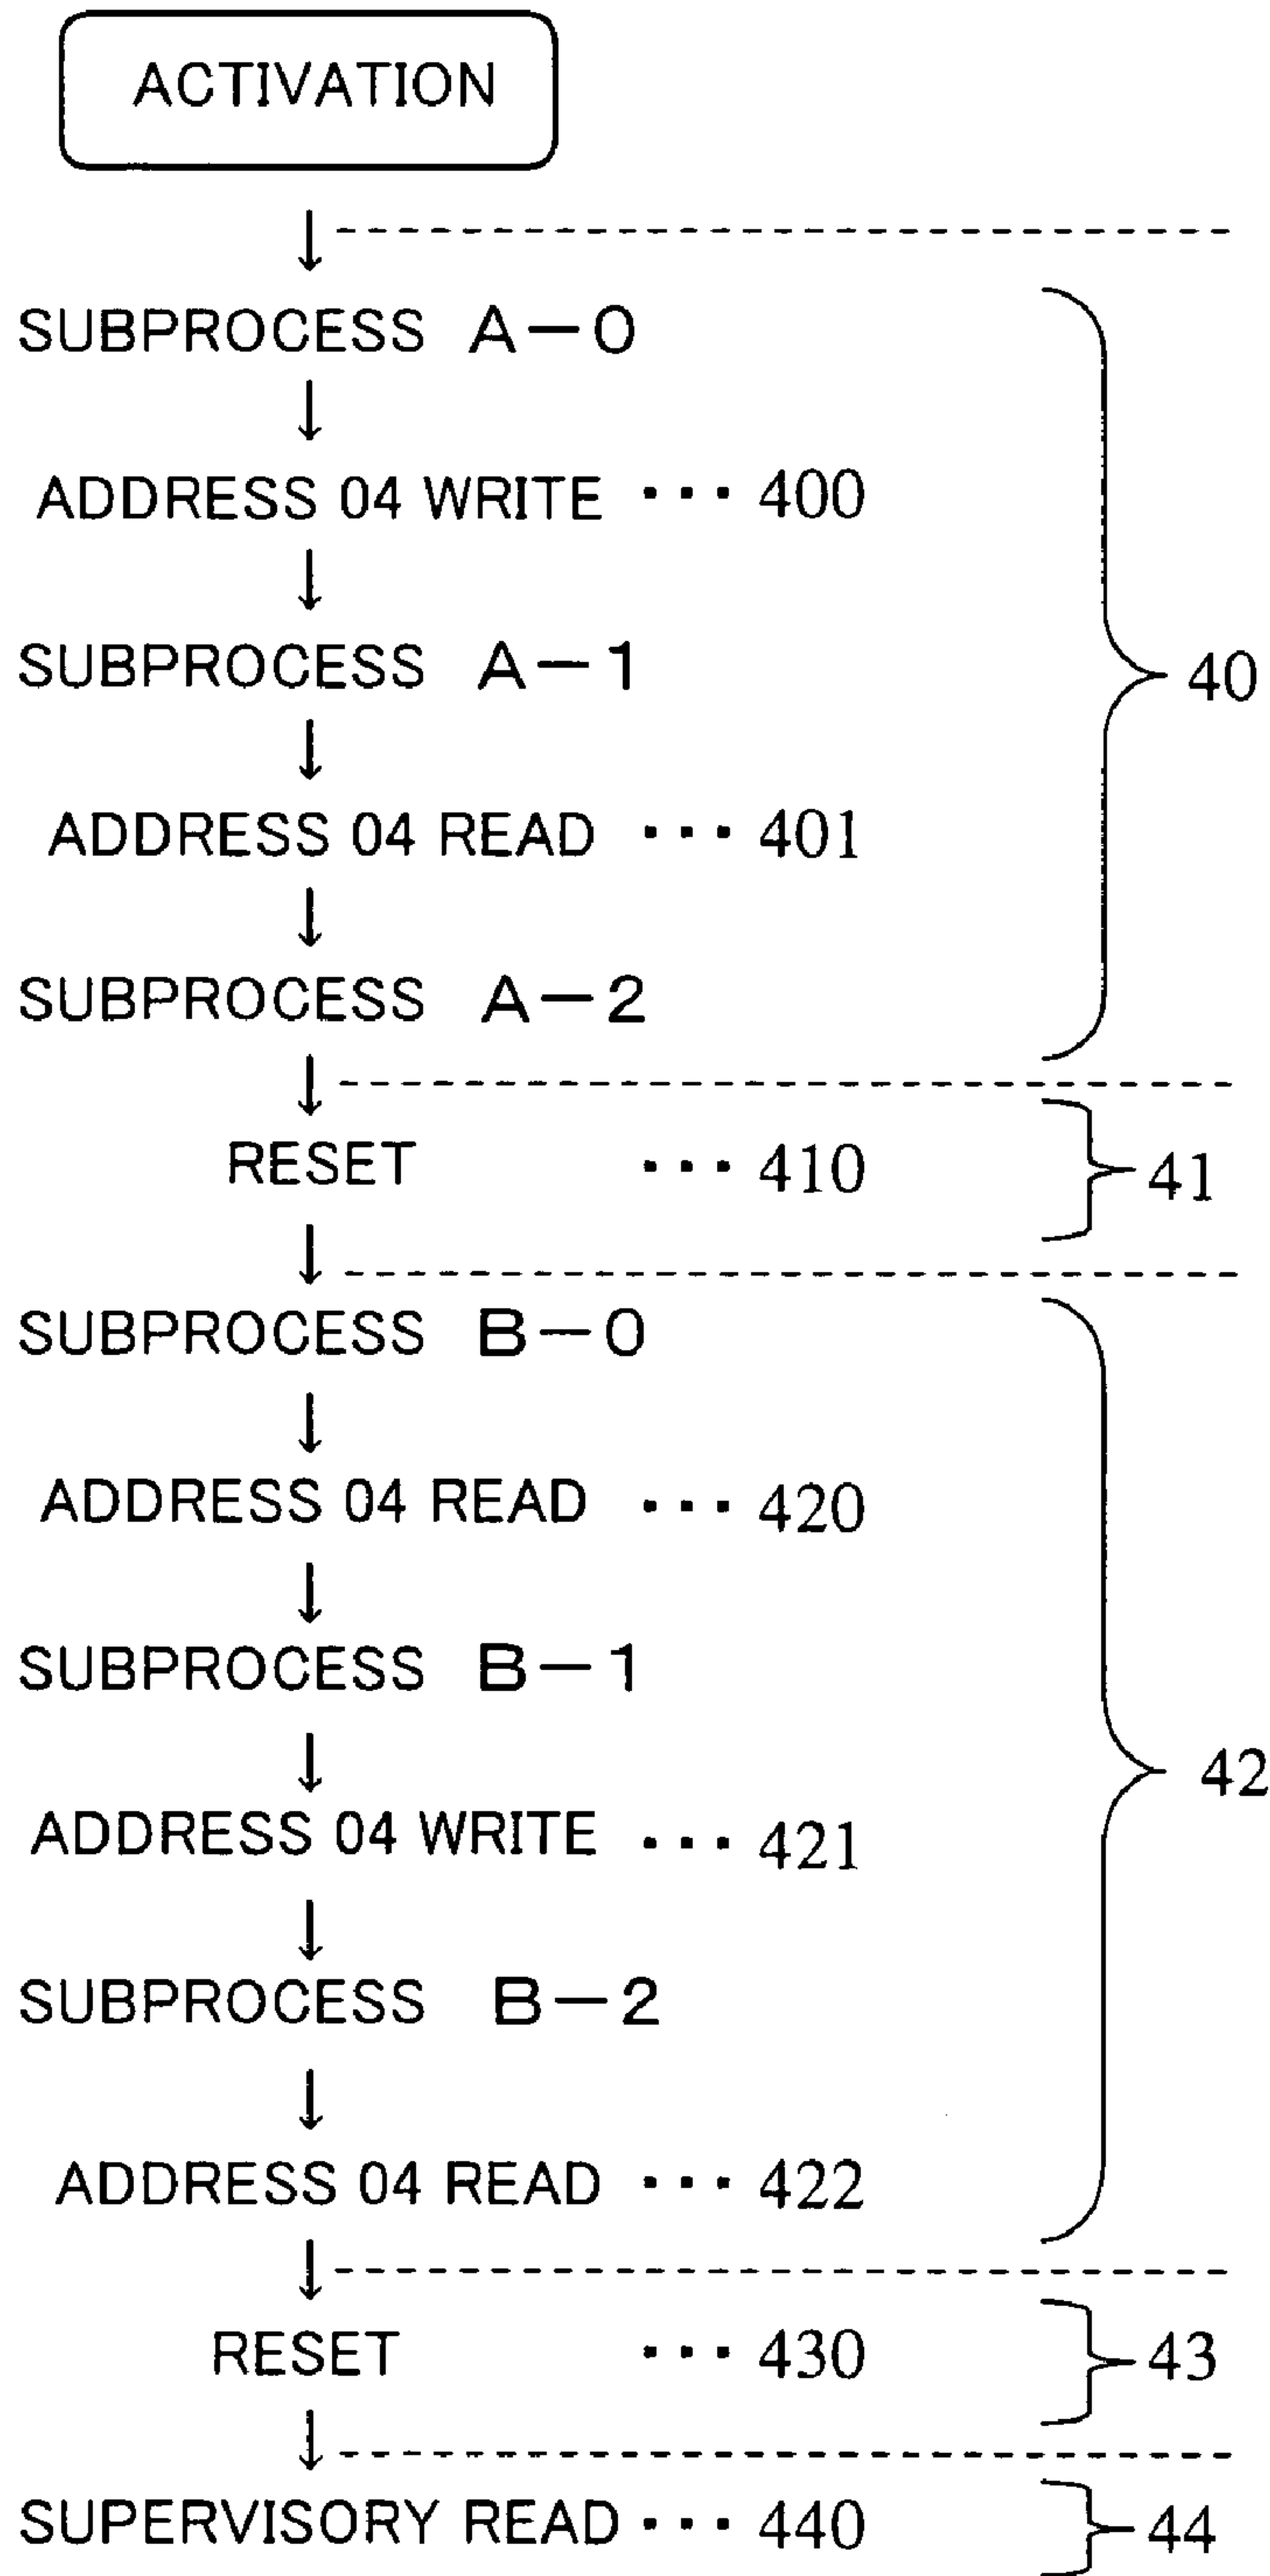 ACTIVATION
SUBPROCESS A-0
ADDRESS 04 WRITE ··· 400
SUBPROCESS A-1
40
ADDRESS 04 READ ··· 401
SUBPROCESS A-2
RESET ··· 410 41
SUBPROCESS B-0
ADDRESS 04 READ ··· 420
SUBPROCESS B-1
42
ADDRESS 04 WRITE ··· 421
SUBPROCESS B-2
ADDRESS 04 READ ··· 422
RESET ··· 430 43
SUPERVISORY READ ··· 440 44